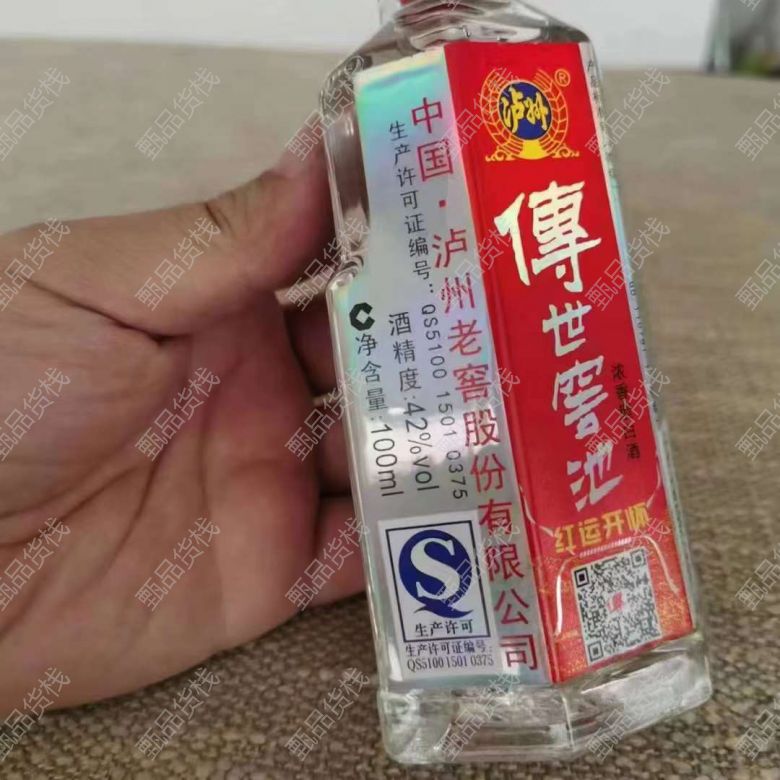 中国·泸州老窖股份有限公司
生产许可证编号:QS5100 1501 0375
酒精度:42%vol
净含量:100ml
生产许可
生产许可证编号:
QS5100 1501 0375
泸州
®
傳世窖池
浓香型白酒
红运开怀
甄品货栈